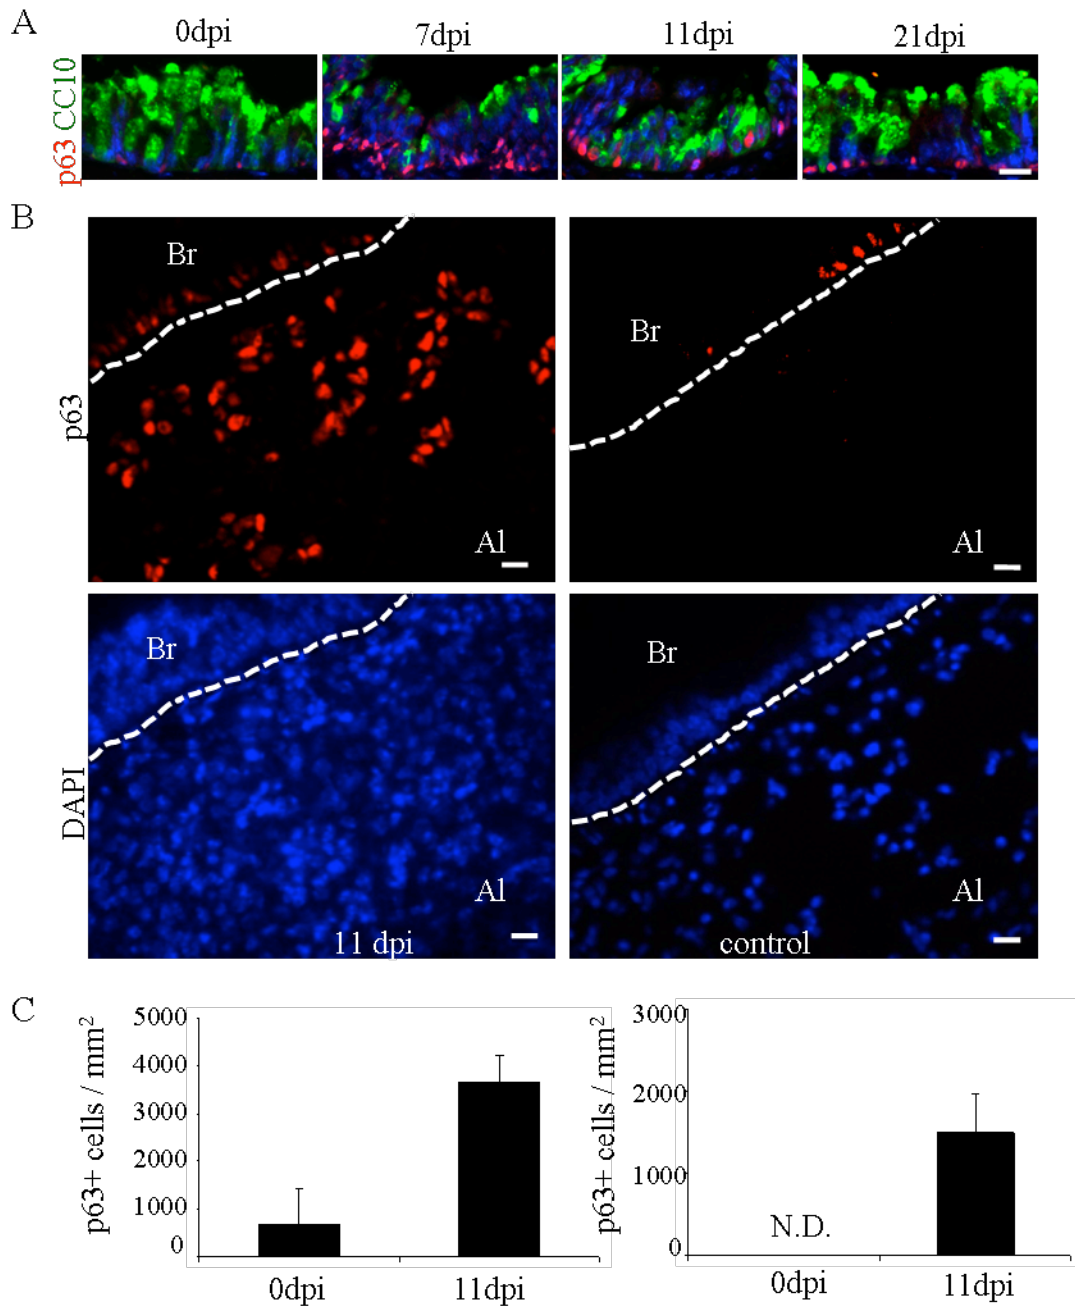 A
0dpi 7dpi 11dpi 21dpi
p63 CC10
B
p63
Br
Al
Br
Al
DAPI
Br
Al
11 dpi
Br
Al
control
C
p63+ cells / mm²
5000
4000
3000
2000
1000
0
0dpi 11dpi
p63+ cells / mm²
3000
2000
1000
0
N.D.
0dpi 11dpi